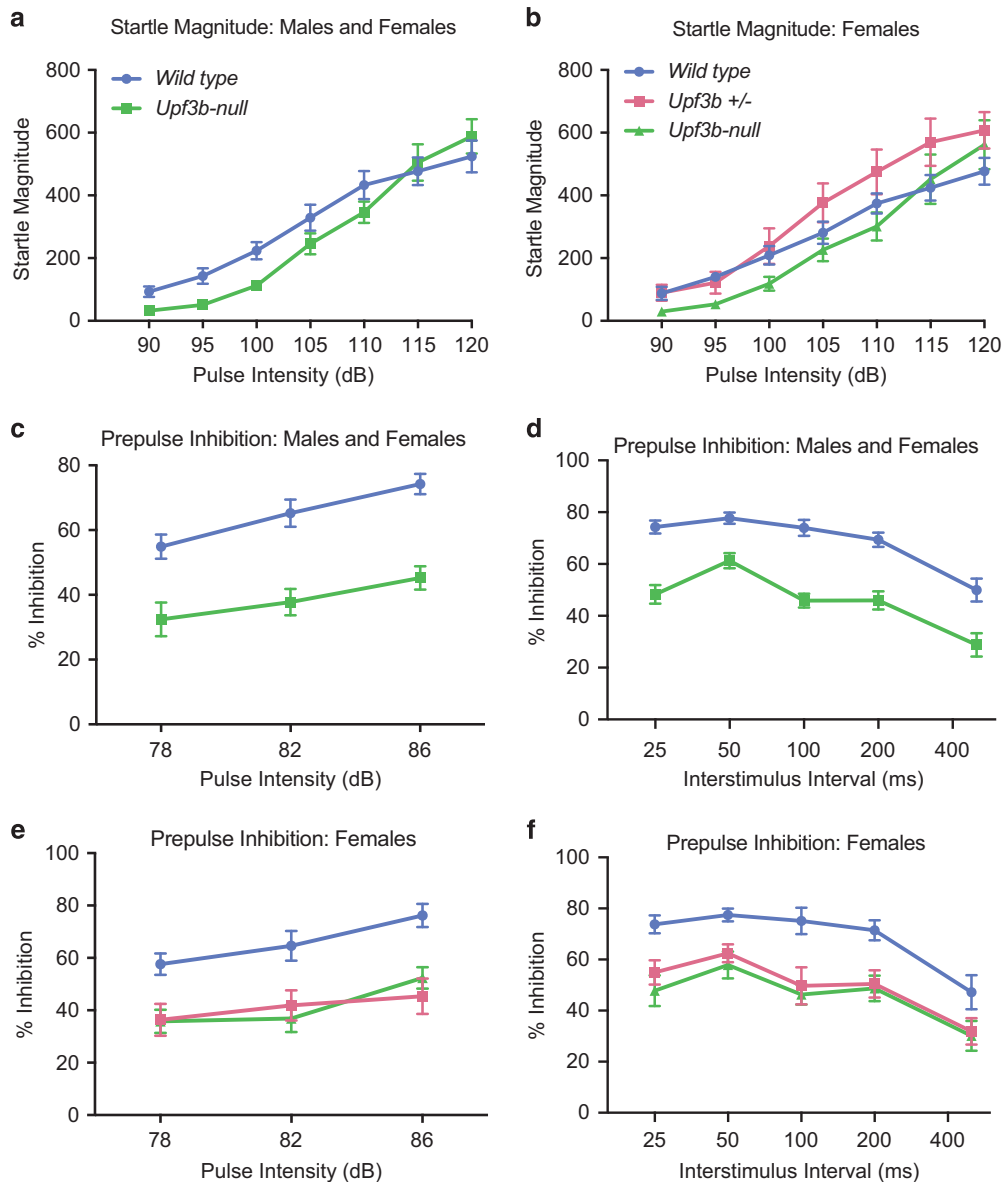 a
Startle Magnitude: Males and Females
800
600
400
200
0
Startle Magnitude
Wild type
Upf3b-null
90 95 100 105 110 115 120
Pulse Intensity (dB)
b
Startle Magnitude: Females
800
600
400
200
0
Startle Magnitude
Wild type
Upf3b +/-
Upf3b-null
90 95 100 105 110 115 120
Pulse Intensity (dB)
c
Prepulse Inhibition: Males and Females
80
60
40
20
0
% Inhibition
78 82 86
Pulse Intensity (dB)
d
Prepulse Inhibition: Males and Females
100
80
60
40
20
0
% Inhibition
25 50 100 200 400
Interstimulus Interval (ms)
e
Prepulse Inhibition: Females
100
80
60
40
20
0
% Inhibition
78 82 86
Pulse Intensity (dB)
f
Prepulse Inhibition: Females
100
80
60
40
20
0
% Inhibition
25 50 100 200 400
Interstimulus Interval (ms)